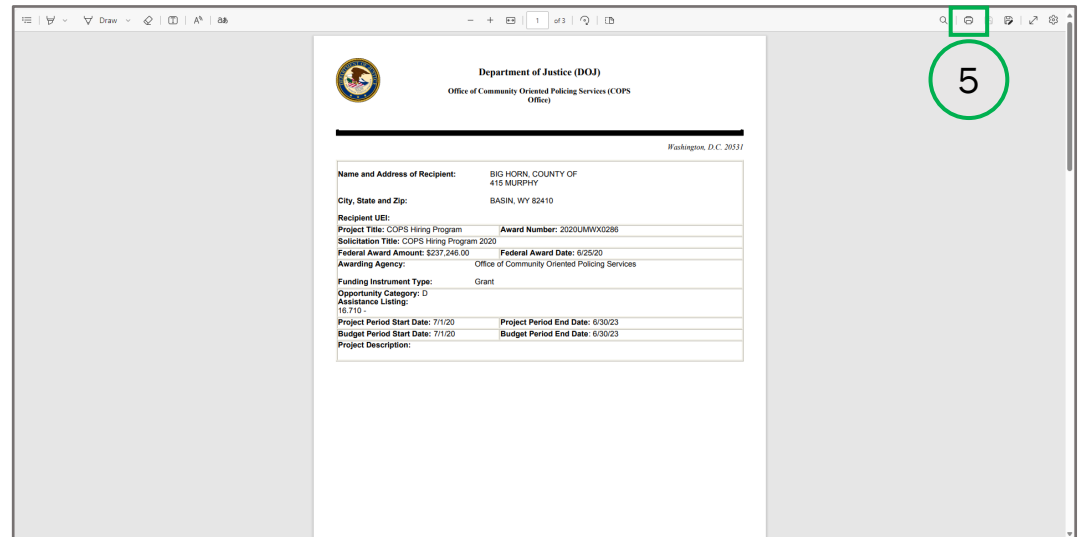 Draw
1 of 3
A
aあ
5
Department of Justice (DOJ)
Office of Community Oriented Policing Services (COPS
Office)
Washington, D.C. 20531
Name and Address of Recipient: BIG HORN, COUNTY OF
415 MURPHY
City, State and Zip: BASIN, WY 82410
Recipient UEI:
Project Title: COPS Hiring Program Award Number: 2020UMWX0286
Solicitation Title: COPS Hiring Program 2020
Federal Award Amount: $237,246.00 Federal Award Date: 6/25/20
Awarding Agency: Office of Community Oriented Policing Services
Funding Instrument Type: Grant
Opportunity Category: D
Assistance Listing:
16.710 -
Project Period Start Date: 7/1/20 Project Period End Date: 6/30/23
Budget Period Start Date: 7/1/20 Budget Period End Date: 6/30/23
Project Description: